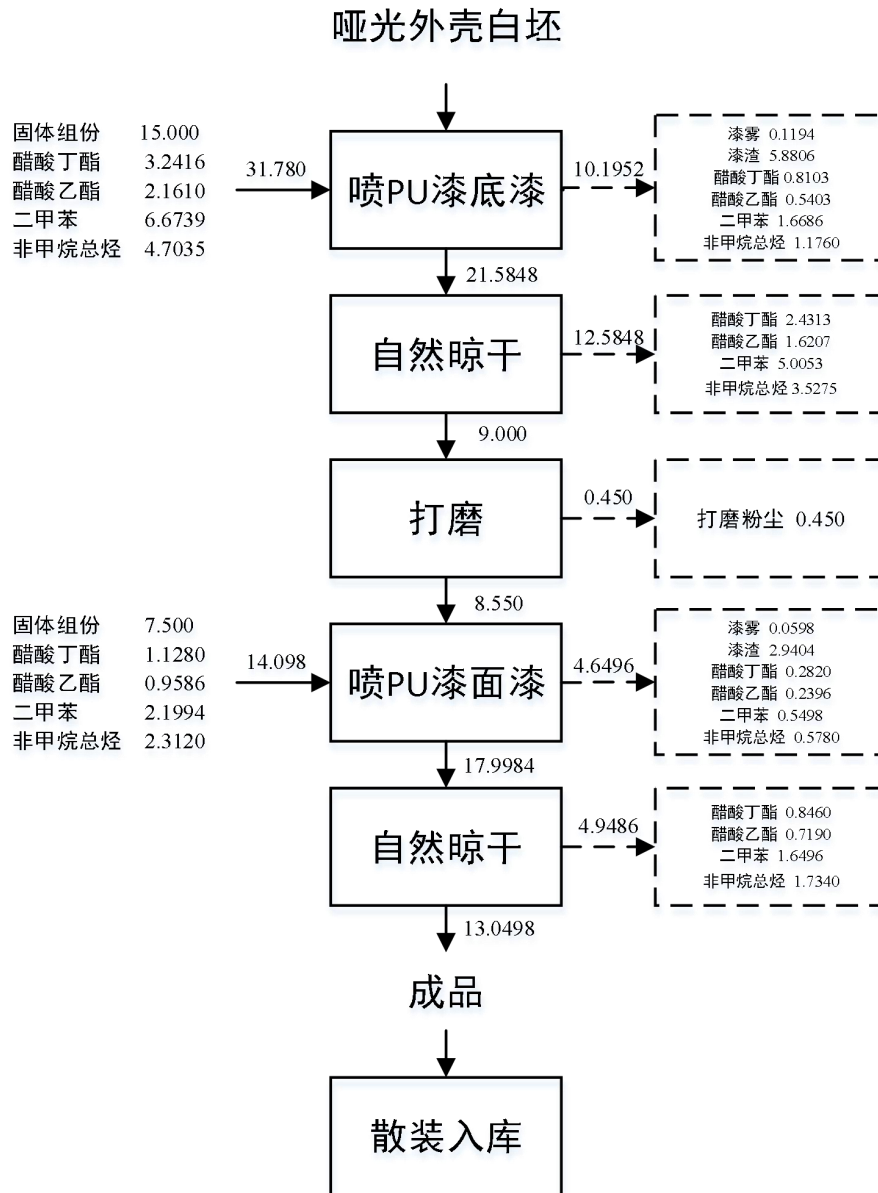 哑光外壳白坯
固体组份 15.000
醋酸丁酯 3.2416
醋酸乙酯 2.1610
二甲苯 6.6739
非甲烷总烃 4.7035
31.780
喷PU漆底漆
10.1952
漆雾 0.1194
漆渣 5.8806
醋酸丁酯 0.8103
醋酸乙酯 0.5403
二甲苯 1.6686
非甲烷总烃 1.1760
21.5848
自然晾干
12.5848
醋酸丁酯 2.4313
醋酸乙酯 1.6207
二甲苯 5.0053
非甲烷总烃 3.5275
9.000
打磨
0.450
打磨粉尘 0.450
8.550
固体组份 7.500
醋酸丁酯 1.1280
醋酸乙酯 0.9586
二甲苯 2.1994
非甲烷总烃 2.3120
14.098
喷PU漆面漆
4.6496
漆雾 0.0598
漆渣 2.9404
醋酸丁酯 0.2820
醋酸乙酯 0.2396
二甲苯 0.5498
非甲烷总烃 0.5780
17.9984
自然晾干
4.9486
醋酸丁酯 0.8460
醋酸乙酯 0.7190
二甲苯 1.6496
非甲烷总烃 1.7340
13.0498
成品
散装入库